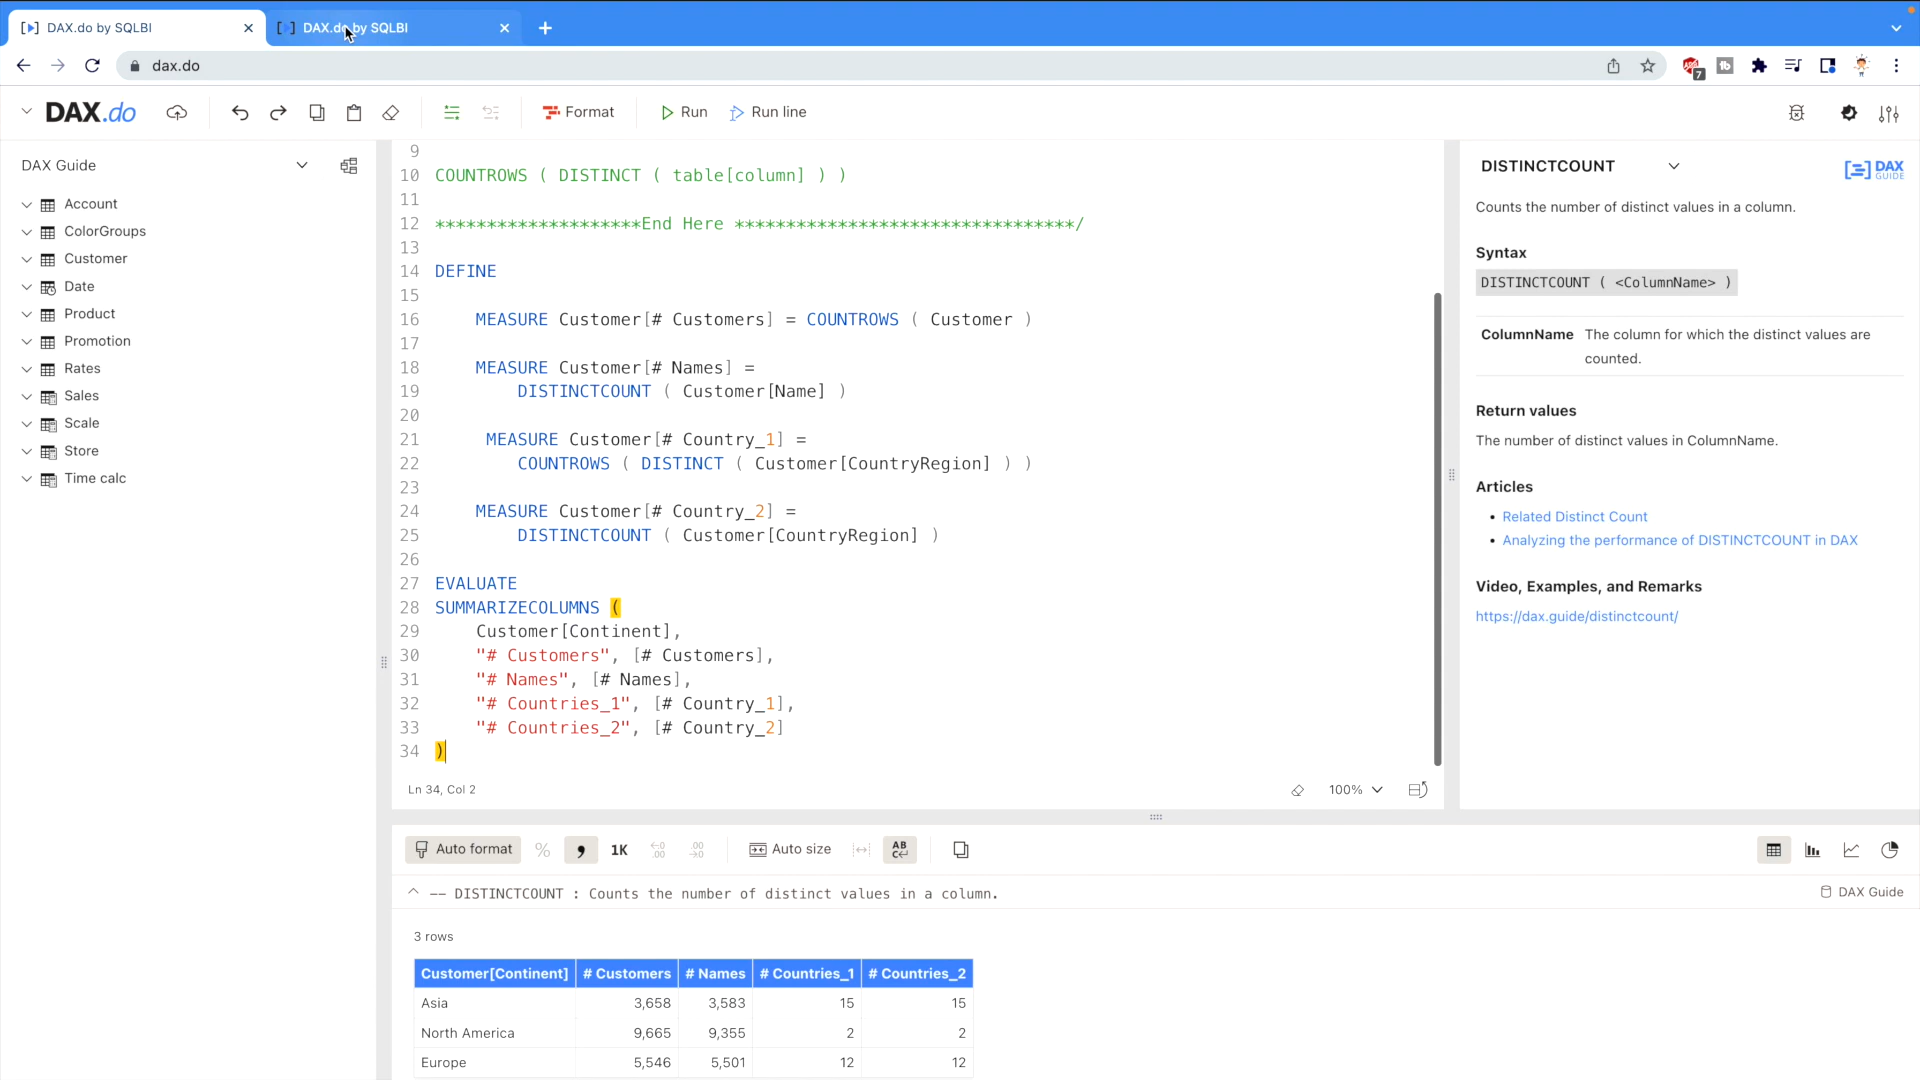 DAX.do by SQLBI
DAX.do by SQLBI
dax.do
7
DAX.do
Format
Run
Run line
DAX Guide
Account
ColorGroups
Customer
Date
Product
Promotion
Rates
Sales
Scale
Store
Time calc
9
10 COUNTROWS ( DISTINCT ( table[column] ) )
11
12 ********************End Here *********************************/
13
14 DEFINE
15
16 MEASURE Customer[# Customers] = COUNTROWS ( Customer )
17
18 MEASURE Customer[# Names] =
19 DISTINCTCOUNT ( Customer[Name] )
20
21 MEASURE Customer[# Country_1] =
22 COUNTROWS ( DISTINCT ( Customer[CountryRegion] ) )
23
24 MEASURE Customer[# Country_2] =
25 DISTINCTCOUNT ( Customer[CountryRegion] )
26
27 EVALUATE
28 SUMMARIZECOLUMNS (
29 Customer[Continent],
30 "# Customers", [# Customers],
31 "# Names", [# Names],
32 "# Countries_1", [# Country_1],
33 "# Countries_2", [# Country_2]
34 )
Ln 34, Col 2
100%
DISTINCTCOUNT
DAX
GUIDE
Counts the number of distinct values in a column.
Syntax
DISTINCTCOUNT ( <ColumnName> )
ColumnName The column for which the distinct values are
counted.
Return values
The number of distinct values in ColumnName.
Articles
• Related Distinct Count
• Analyzing the performance of DISTINCTCOUNT in DAX
Video, Examples, and Remarks
https://dax.guide/distinctcount/
Auto format % , 1K Auto size AB
-- DISTINCTCOUNT : Counts the number of distinct values in a column.
DAX Guide
3 rows
Customer[Continent] # Customers # Names # Countries_1 # Countries_2
Asia 3,658 3,583 15 15
North America 9,665 9,355 2 2
Europe 5,546 5,501 12 12